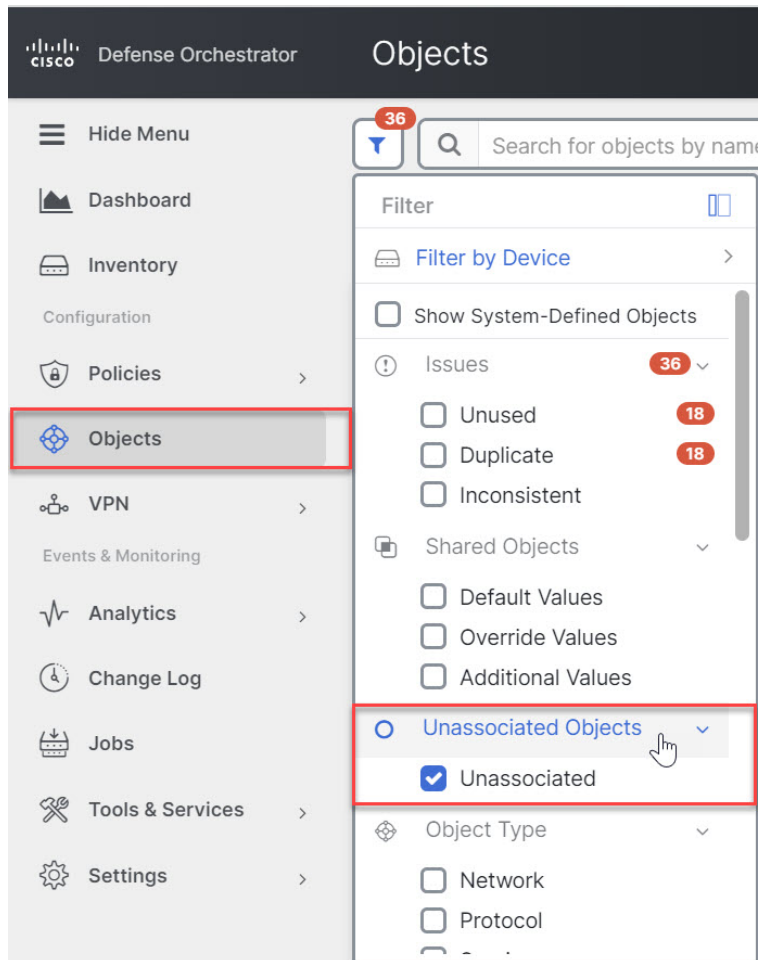 cisco Defense Orchestrator
Objects
Hide Menu
Dashboard
Inventory
Configuration
Policies
Objects
VPN
Events & Monitoring
Analytics
Change Log
Jobs
Tools & Services
Settings
36
Search for objects by name
Filter
Filter by Device
Show System-Defined Objects
Issues 36
Unused 18
Duplicate 18
Inconsistent
Shared Objects
Default Values
Override Values
Additional Values
Unassociated Objects
Unassociated
Object Type
Network
Protocol